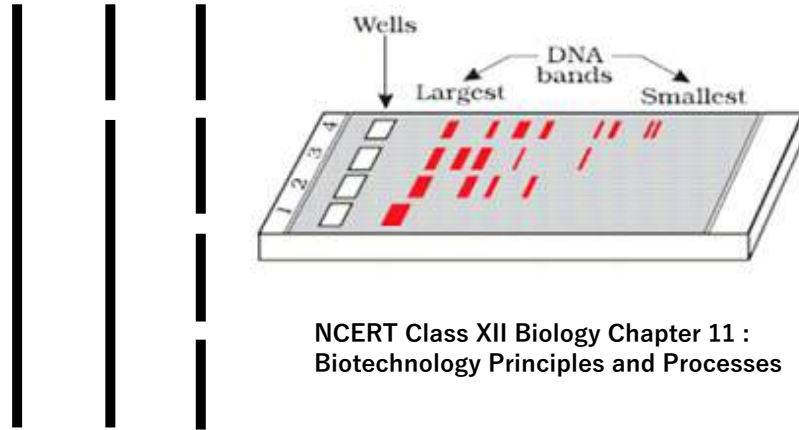 Wells
DNA
bands
Largest
Smallest
4
3
2
1
NCERT Class XII Biology Chapter 11 :
Biotechnology Principles and Processes